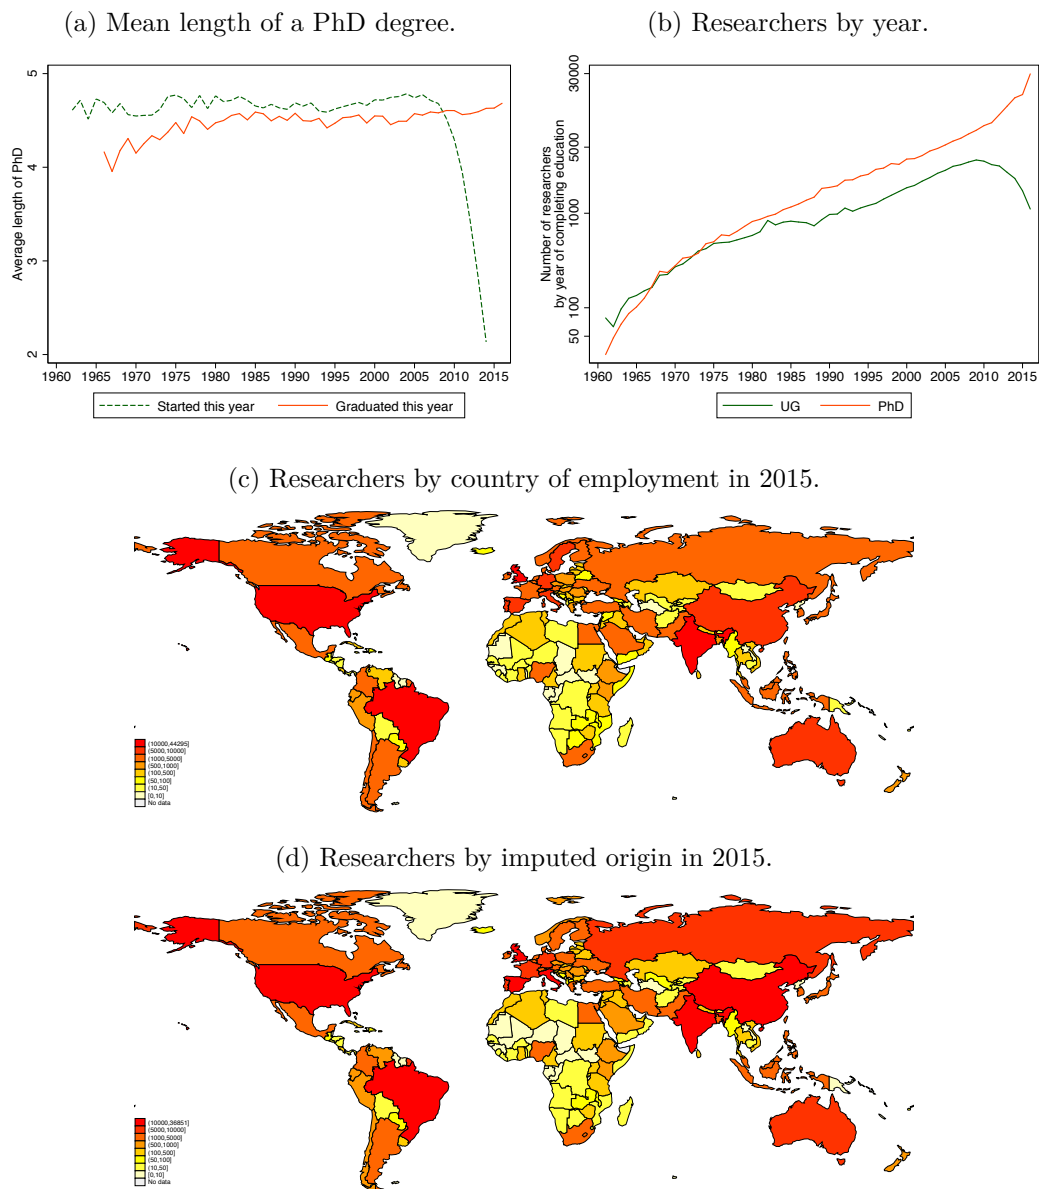 (a) Mean length of a PhD degree.
(b) Researchers by year.
Average length of PhD
5
4
3
2
1960 1965 1970 1975 1980 1985 1990 1995 2000 2005 2010 2015
Started this year Graduated this year
Number of researchers
by year of completing education
30000
5000
1000
100
50
1960 1965 1970 1975 1980 1985 1990 1995 2000 2005 2010 2015
UG PhD
(c) Researchers by country of employment in 2015.
(10000,44295]
(5000,10000]
(1000,5000]
(500,1000]
(100,500]
(50,100]
(10,50]
[0,10]
No data
(d) Researchers by imputed origin in 2015.
(10000,36851]
(5000,10000]
(1000,5000]
(500,1000]
(100,500]
(50,100]
(10,50]
[0,10]
No data